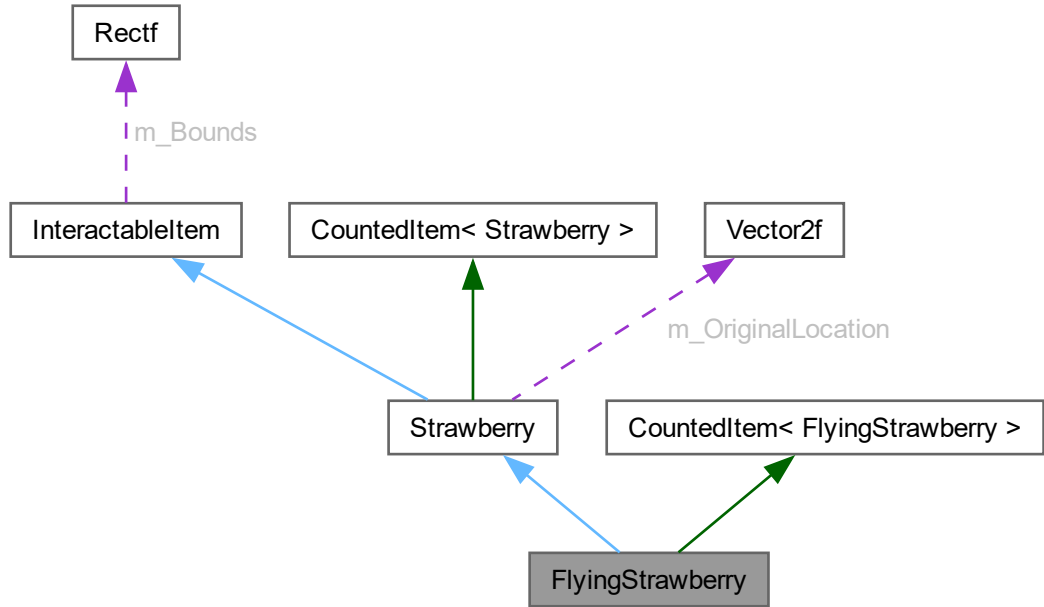 Rectf
m_Bounds
InteractableItem
CountedItem< Strawberry >
Vector2f
m_OriginalLocation
Strawberry
CountedItem< FlyingStrawberry >
FlyingStrawberry